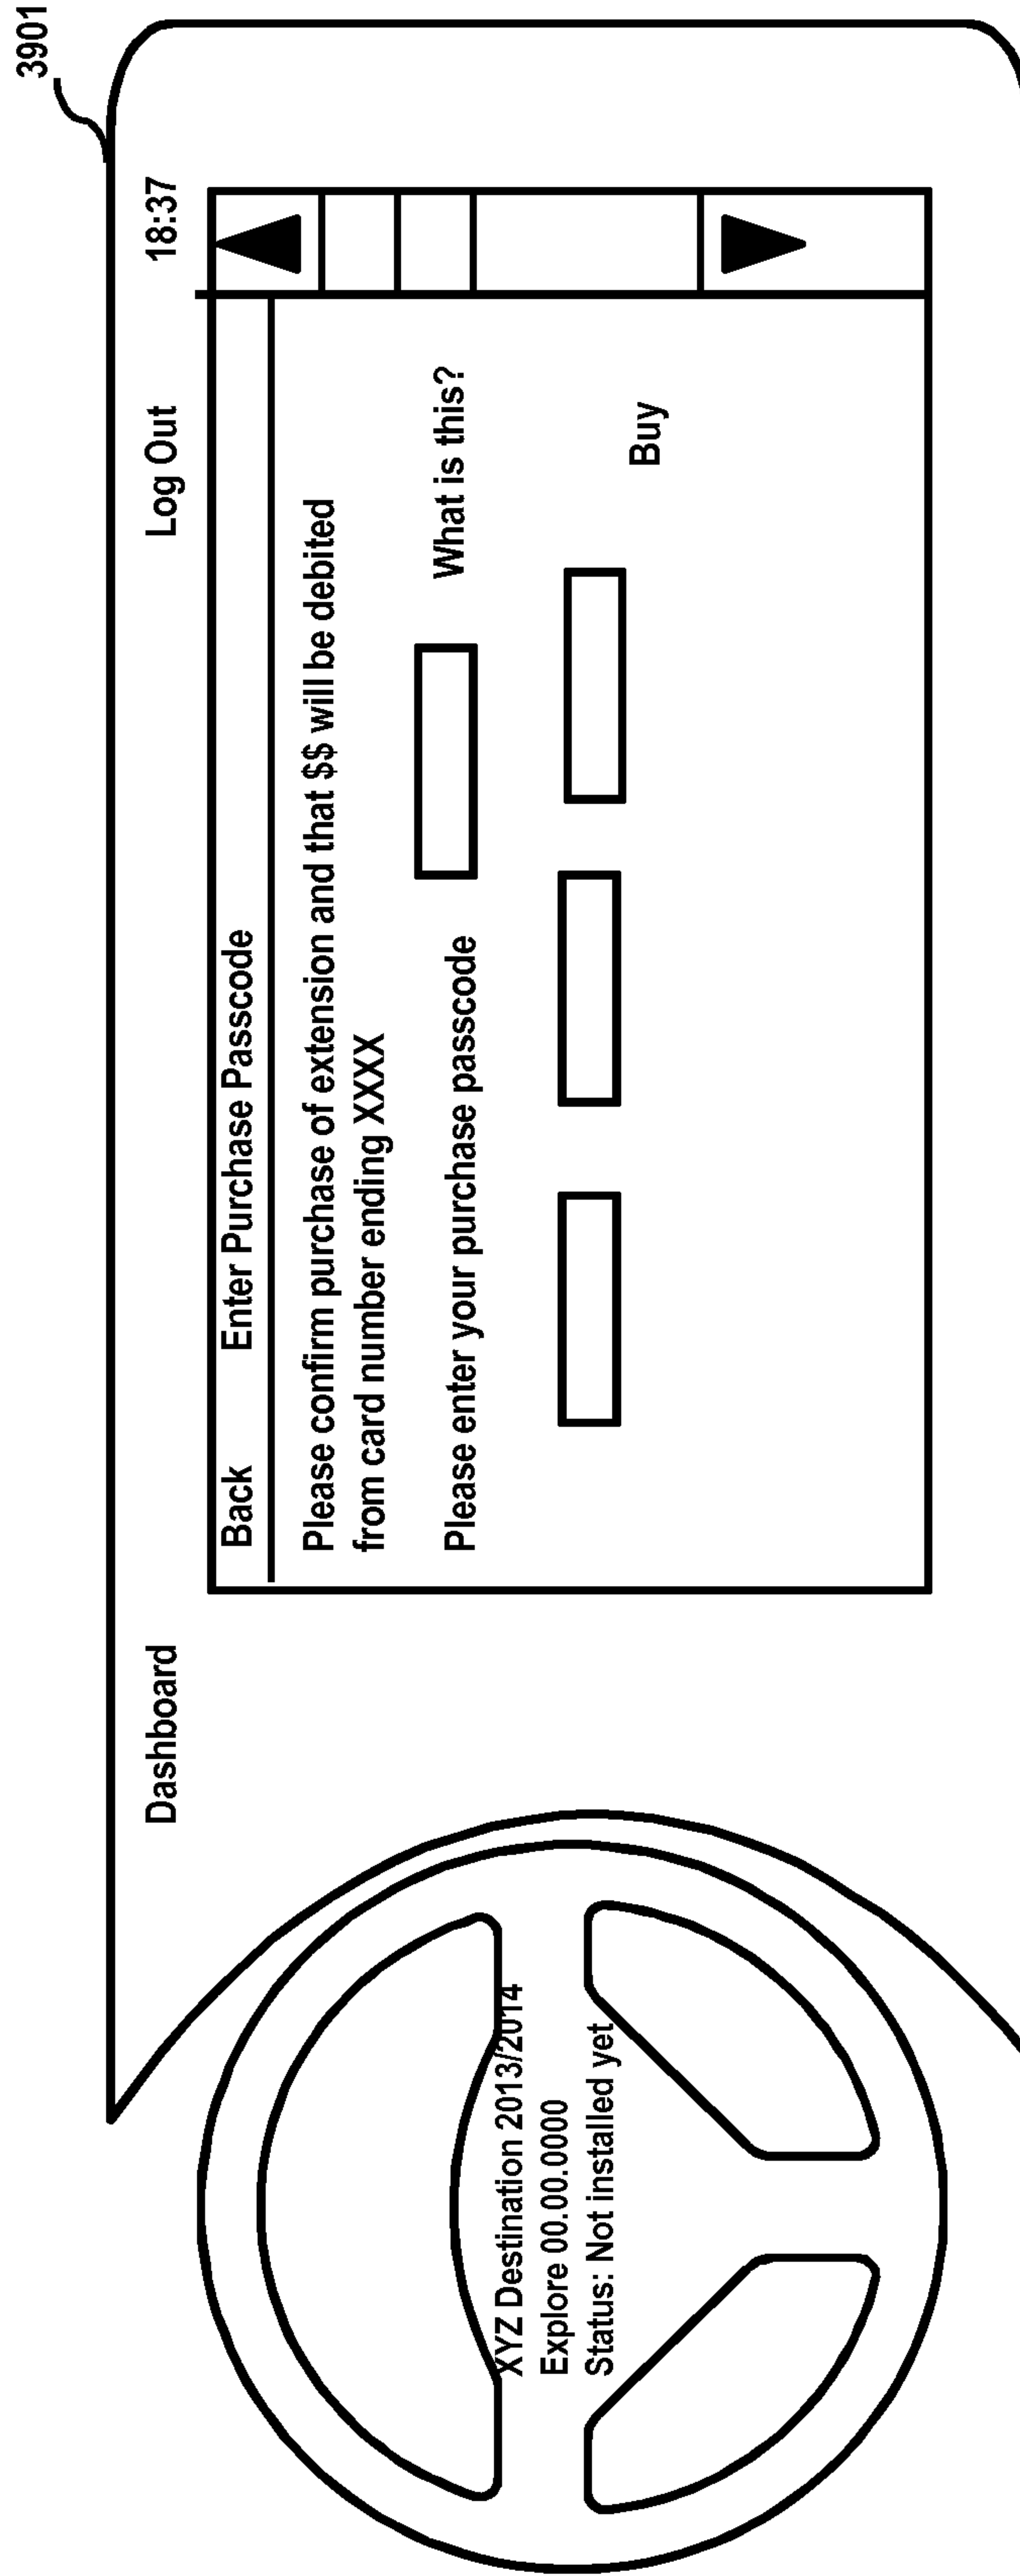 3901
Dashboard Log Out 18:37
Back Enter Purchase Passcode
Please confirm purchase of extension and that $$ will be debited
from card number ending XXXX
Please enter your purchase passcode What is this?
Buy
XYZ Destination 2013/2014
Explore 00.00.0000
Status: Not installed yet